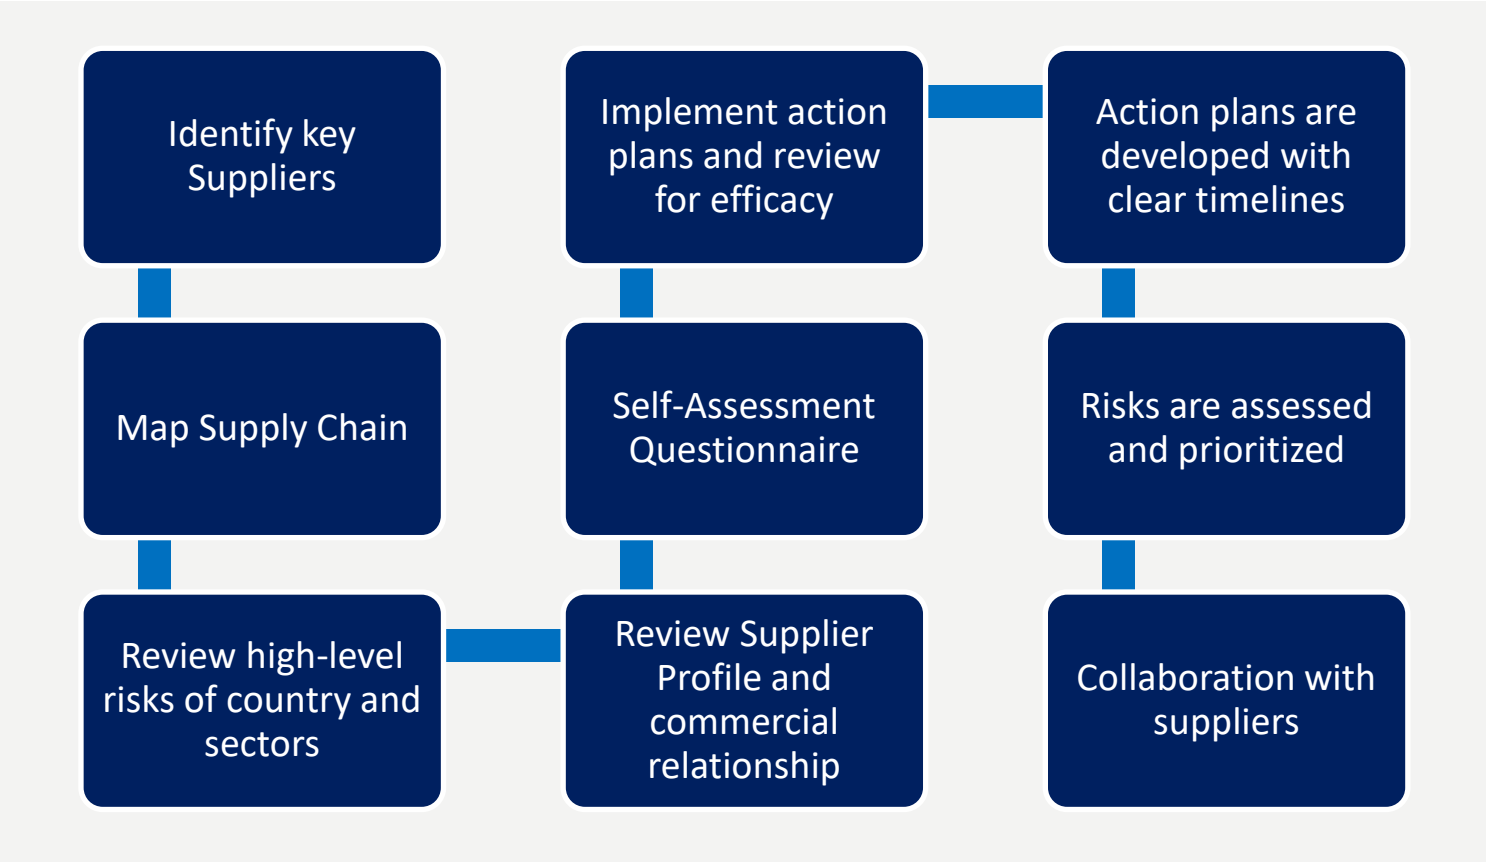 Identify key
Suppliers
Map Supply Chain
Review high-level
risks of country and
sectors
Review Supplier
Profile and
commercial
relationship
Self-Assessment
Questionnaire
Implement action
plans and review
for efficacy
Action plans are
developed with
clear timelines
Risks are assessed
and prioritized
Collaboration with
suppliers